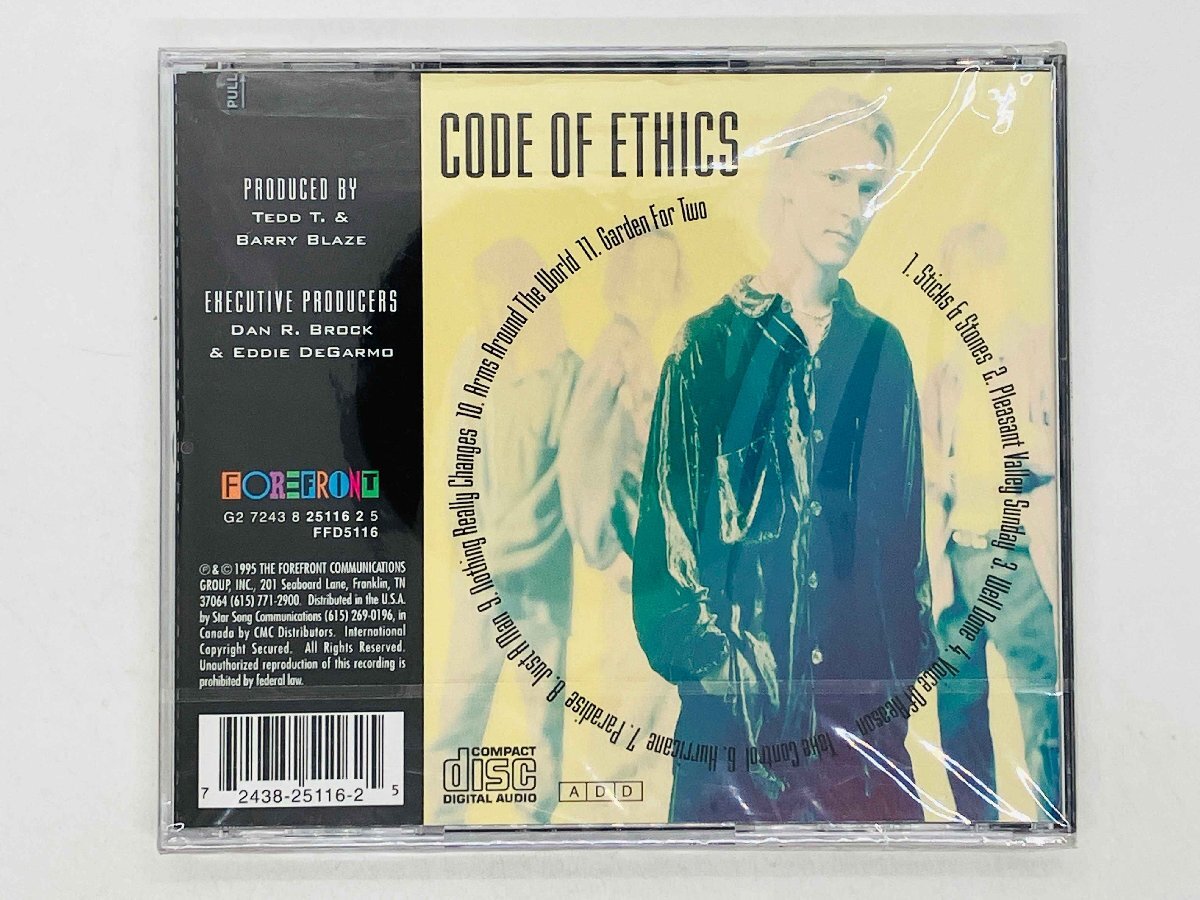 PULL
PRODUCED BY
TEDD T. &
BARRY BLAZE
EXECUTIVE PRODUCERS
DAN R. BROCK
& EDDIE DEGARMO
FOREFRONT
G2 7243 8 25116 2 5
FFD5116
℗ & © 1995 THE FOREFRONT COMMUNICATIONS
GROUP, INC., 201 Seaboard Lane, Franklin, TN
37064 (615) 771-2900. Distributed in the U.S.A.
by Star Song Communications (615) 269-0196, in
Canada by CMC Distributors. International
Copyright Secured. All Rights Reserved.
Unauthorized reproduction of this recording is
prohibited by federal law.
7 2438-25116-2 5
CODE OF ETHICS
1. Sticks & Stones 2. Pleasant Valley Sunday 3. Well Done 4. Voice Of Reason Take Control 6. Hurricane 7. Paradise 8. Just A Man 9. Nothing Really Changes 10. Arms Around The World 11. Garden For Two
COMPACT
disc
DIGITAL AUDIO
A D D